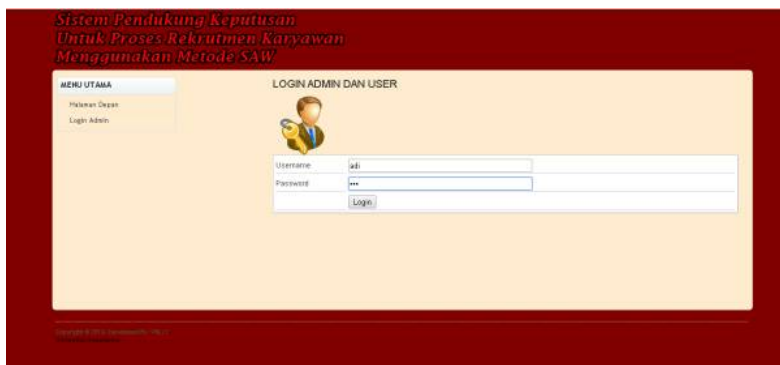 Sistem Pendukung Keputusan
Untuk Proses Rekrutmen Karyawan
Menggunakan Metode SAW
MENU UTAMA
Halaman Depan
Login Admin
LOGIN ADMIN DAN USER
Username adi
Password •••
Login
Copyright ©